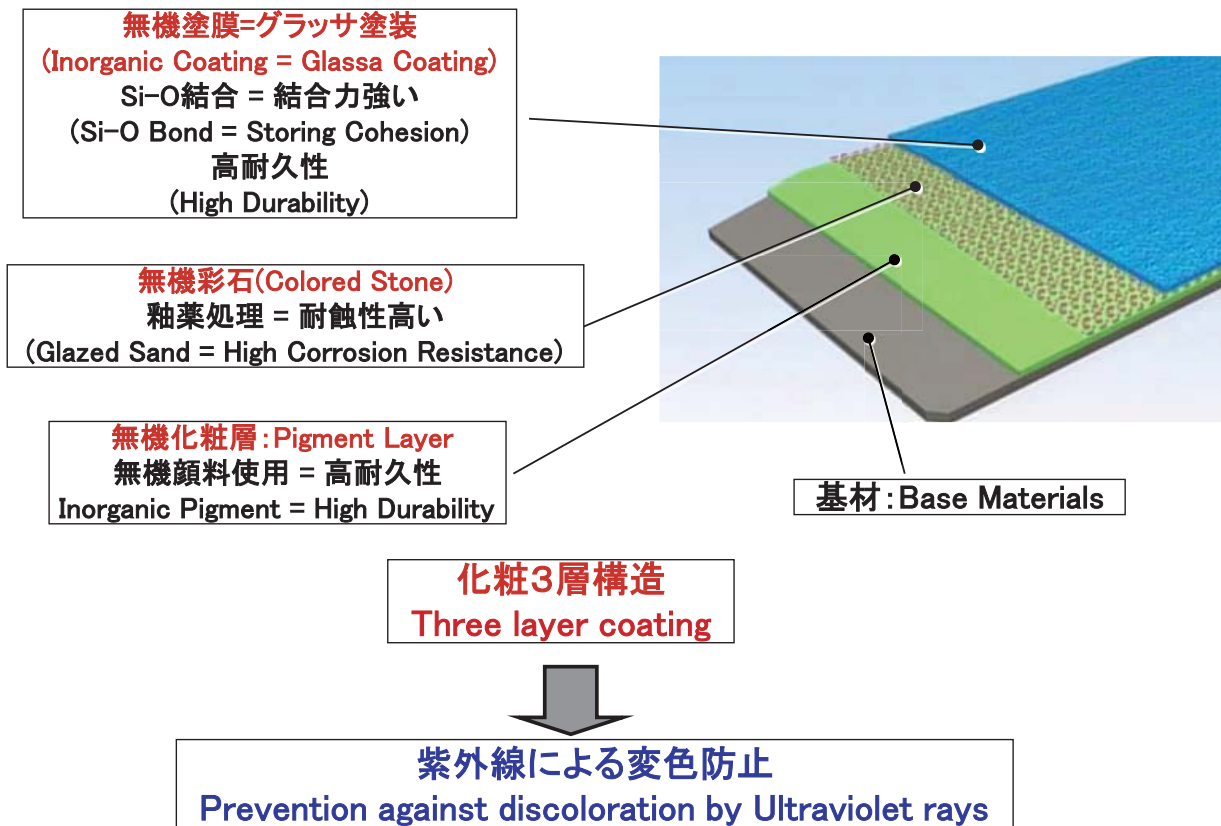 無機塗膜=グラッサ塗装
(Inorganic Coating = Glassa Coating)
Si-O結合 = 結合力強い
(Si-O Bond = Storing Cohesion)
高耐久性
(High Durability)
無機彩石(Colored Stone)
釉薬処理 = 耐蝕性高い
(Glazed Sand = High Corrosion Resistance)
無機化粧層:Pigment Layer
無機顔料使用 = 高耐久性
Inorganic Pigment = High Durability
基材:Base Materials
化粧3層構造
Three layer coating
紫外線による変色防止
Prevention against discoloration by Ultraviolet rays